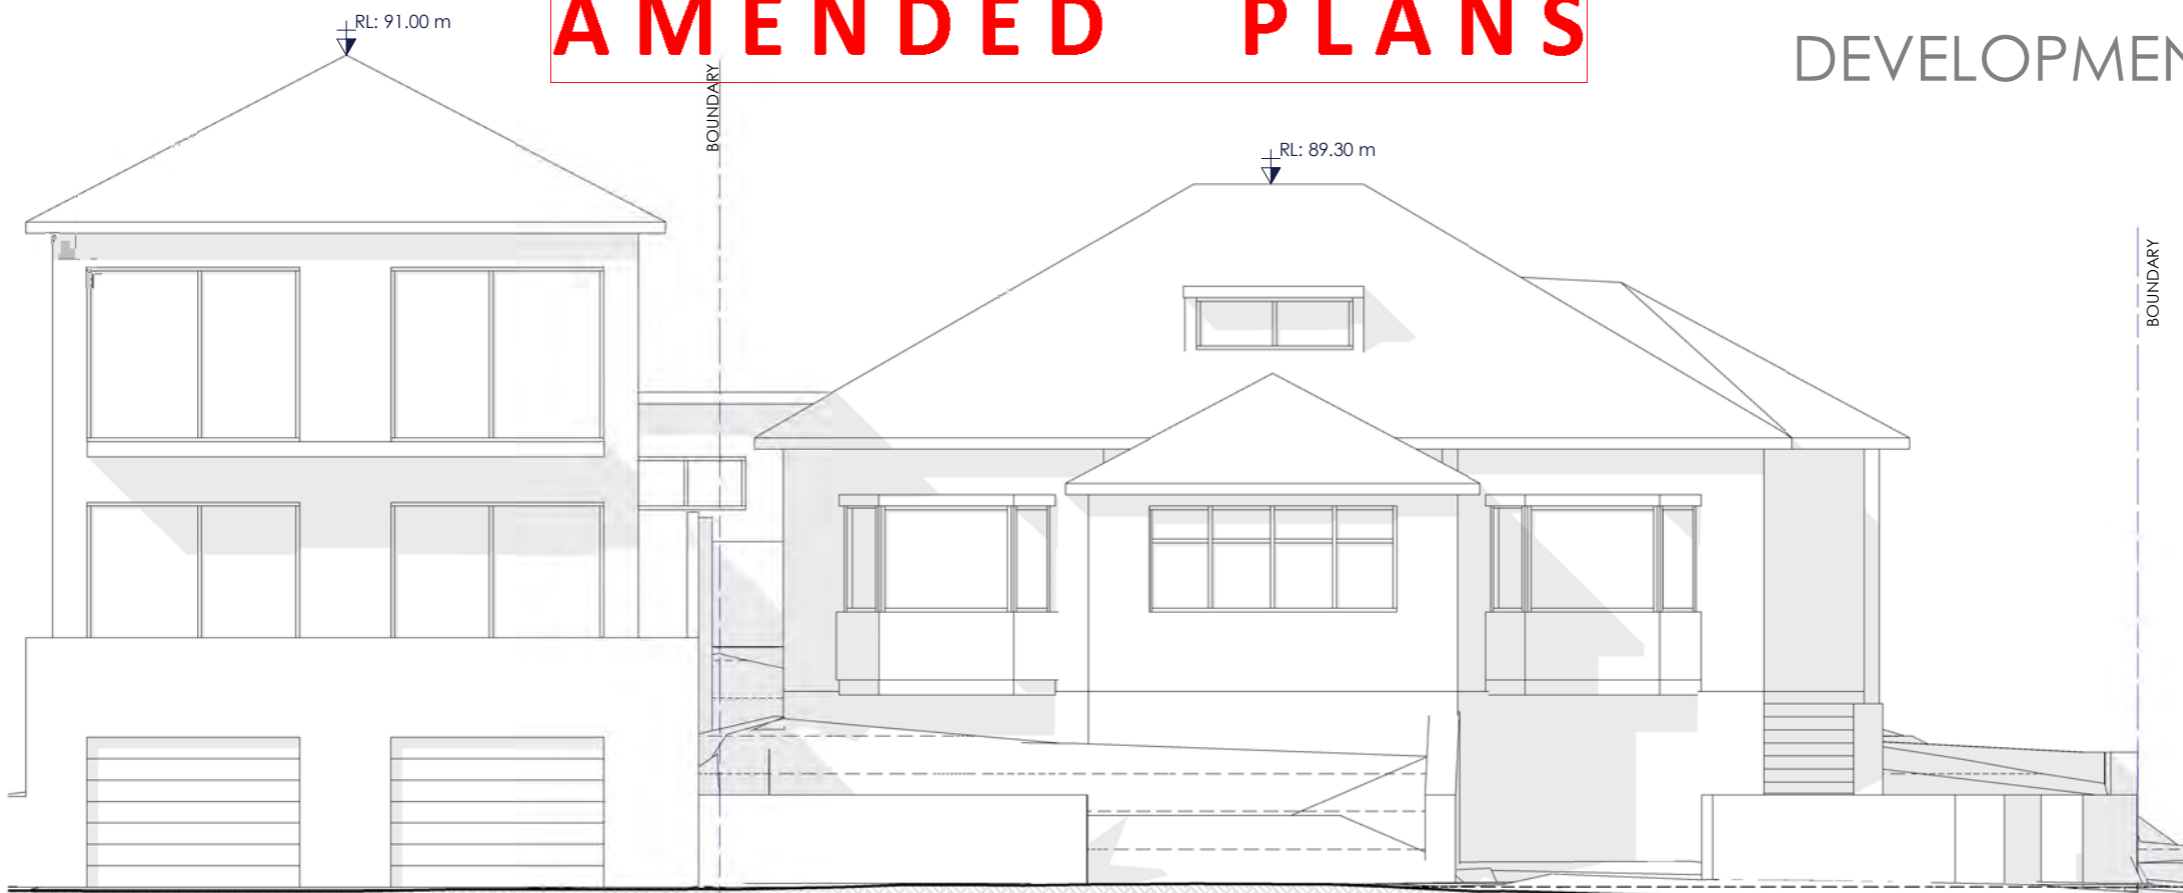 RL: 91.00 m
AMENDED PLANS
DEVELOPMEN
BOUNDARY
RL: 89.30 m
BOUNDARY